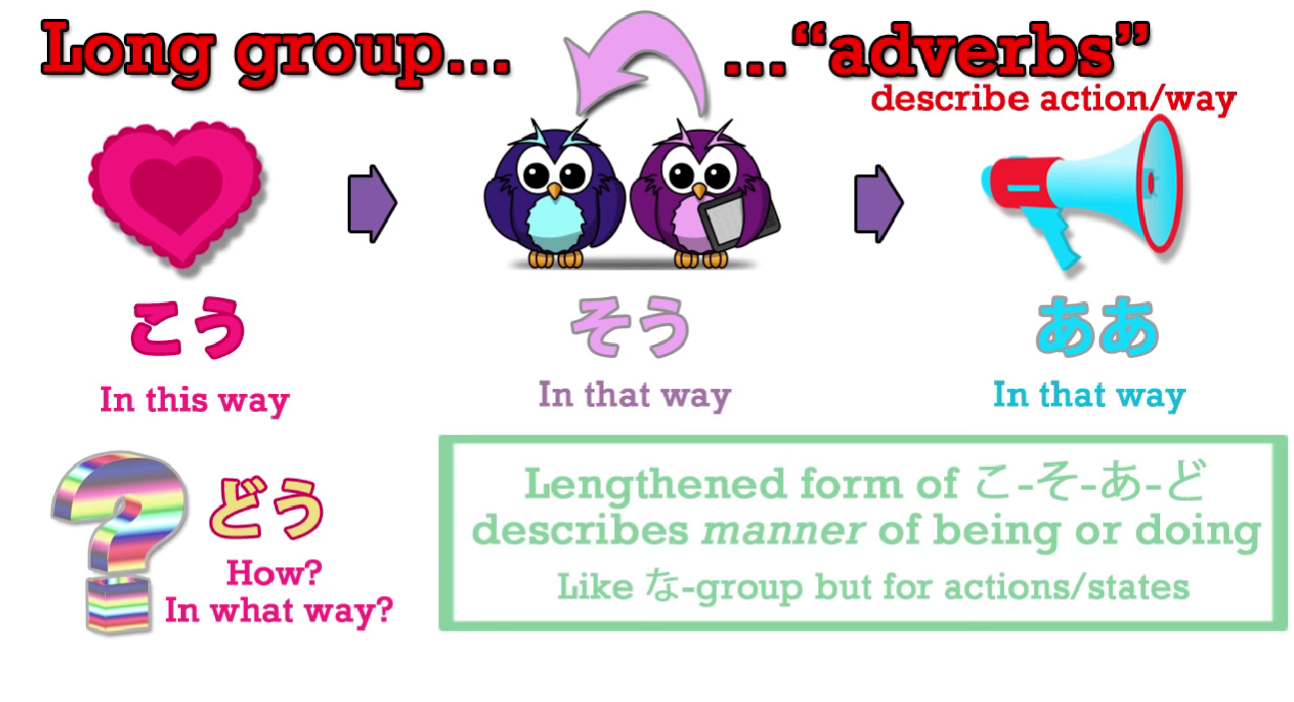 Long group... ..."adverbs"
describe action/way
こう そう ああ
In this way In that way In that way
どう
How?
In what way?
Lengthened form of こ-そ-あ-ど
describes manner of being or doing
Like な-group but for actions/states